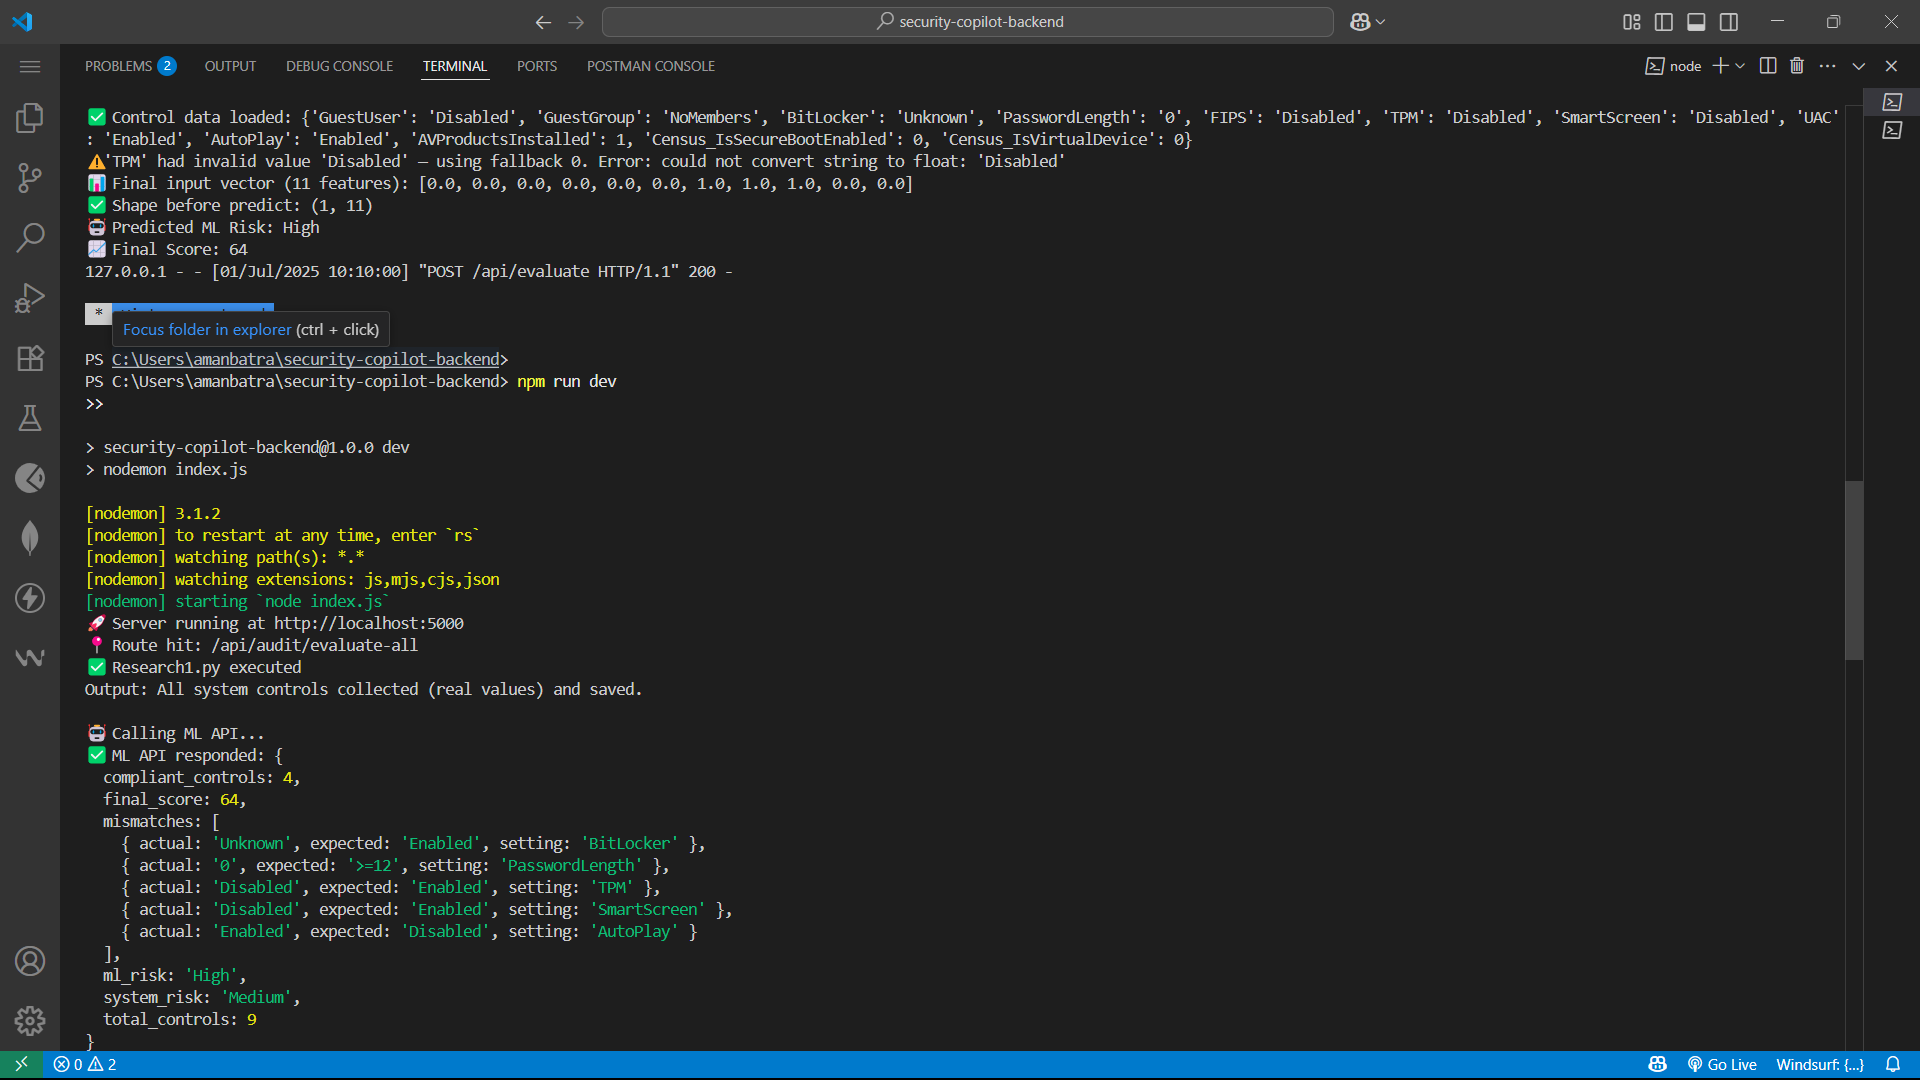 security-copilot-backend
PROBLEMS 2 OUTPUT DEBUG CONSOLE TERMINAL PORTS POSTMAN CONSOLE
node
✅ Control data loaded: {'GuestUser': 'Disabled', 'GuestGroup': 'NoMembers', 'BitLocker': 'Unknown', 'PasswordLength': '0', 'FIPS': 'Disabled', 'TPM': 'Disabled', 'SmartScreen': 'Disabled', 'UAC'
: 'Enabled', 'AutoPlay': 'Enabled', 'AVProductsInstalled': 1, 'Census_IsSecureBootEnabled': 0, 'Census_IsVirtualDevice': 0}
⚠️'TPM' had invalid value 'Disabled' — using fallback 0. Error: could not convert string to float: 'Disabled'
📊 Final input vector (11 features): [0.0, 0.0, 0.0, 0.0, 0.0, 0.0, 1.0, 1.0, 1.0, 0.0, 0.0]
✅ Shape before predict: (1, 11)
🤖 Predicted ML Risk: High
📈 Final Score: 64
127.0.0.1 - - [01/Jul/2025 10:10:00] "POST /api/evaluate HTTP/1.1" 200 -
*
Focus folder in explorer (ctrl + click)
PS C:\Users\amanbatra\security-copilot-backend>
PS C:\Users\amanbatra\security-copilot-backend> npm run dev
>>
> security-copilot-backend@1.0.0 dev
> nodemon index.js
[nodemon] 3.1.2
[nodemon] to restart at any time, enter `rs`
[nodemon] watching path(s): *.*
[nodemon] watching extensions: js,mjs,cjs,json
[nodemon] starting `node index.js`
🚀 Server running at http://localhost:5000
📍 Route hit: /api/audit/evaluate-all
✅ Research1.py executed
Output: All system controls collected (real values) and saved.
🤖 Calling ML API...
✅ ML API responded: {
compliant_controls: 4,
final_score: 64,
mismatches: [
{ actual: 'Unknown', expected: 'Enabled', setting: 'BitLocker' },
{ actual: '0', expected: '>=12', setting: 'PasswordLength' },
{ actual: 'Disabled', expected: 'Enabled', setting: 'TPM' },
{ actual: 'Disabled', expected: 'Enabled', setting: 'SmartScreen' },
{ actual: 'Enabled', expected: 'Disabled', setting: 'AutoPlay' }
],
ml_risk: 'High',
system_risk: 'Medium',
total_controls: 9
}
0 2 Go Live Windsurf: {...}